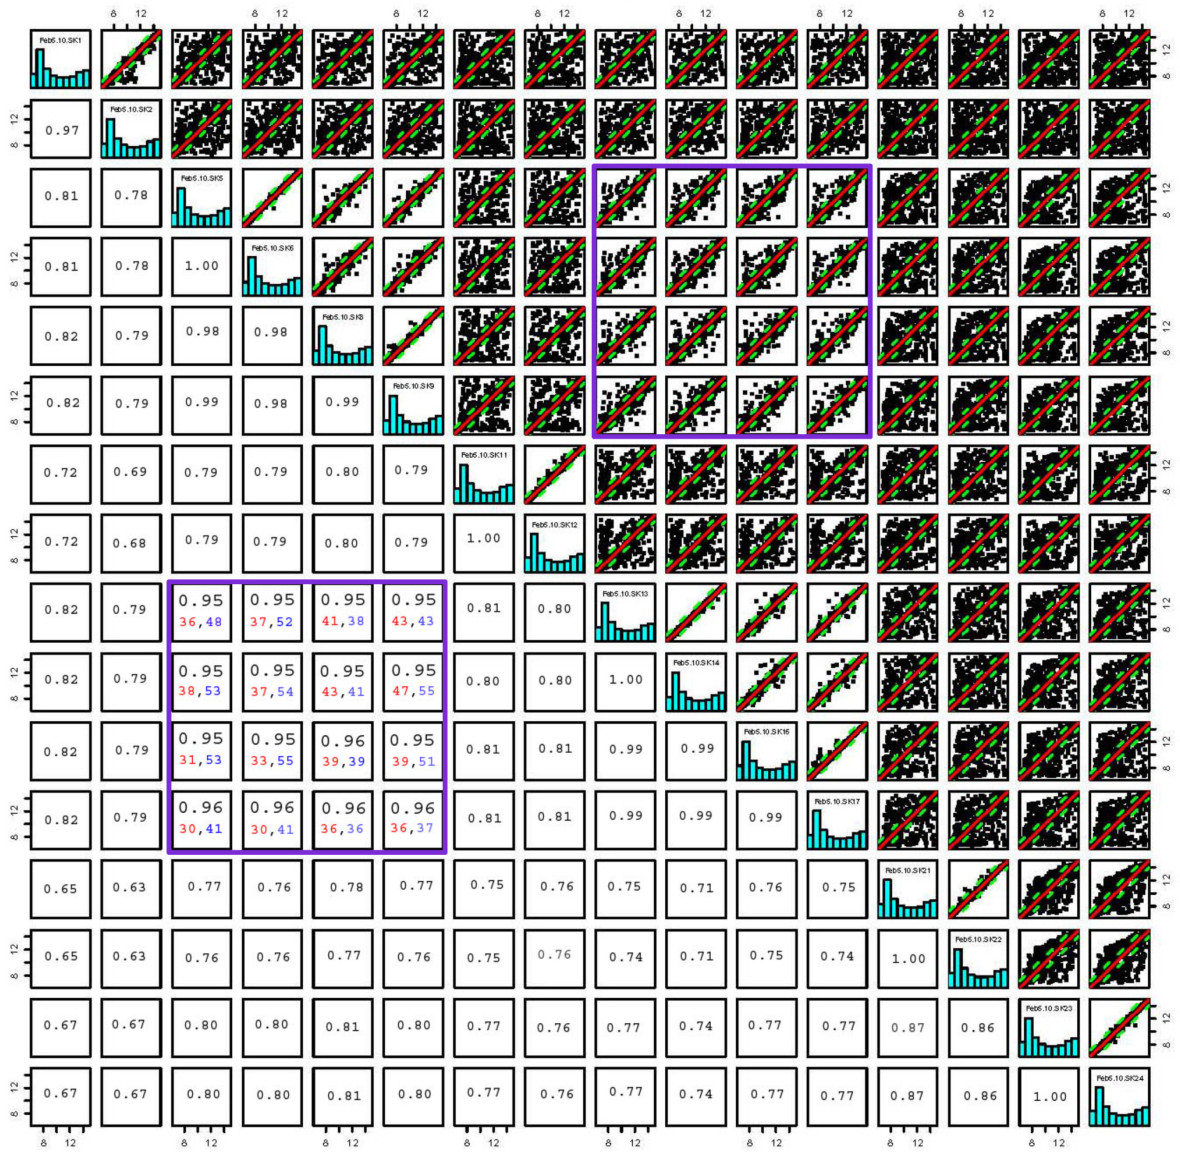 8 12 8 12 8 12 8 12 8 12 8 12 8 12
Feb5.10.SK1
8 12
12 8 0.97 Feb5.10.SK2
0.81 0.78 Feb5.10.SK5 8 12
12 8 0.81 0.78 1.00 Feb5.10.SK6
0.82 0.79 0.98 0.98 Feb5.10.SK8 8 12
12 8 0.82 0.79 0.99 0.98 0.99 Feb5.10.SK9
0.72 0.69 0.79 0.79 0.80 0.79 Feb5.10.SK11 8 12
12 8 0.72 0.68 0.79 0.79 0.80 0.79 1.00 Feb5.10.SK12
0.82 0.79 0.95 0.95 0.95 0.95 0.81 0.80 Feb5.10.SK13 8 12
36,48 37,52 41,38 43,43
12 8 0.82 0.79 0.95 0.95 0.95 0.95 0.80 0.80 1.00 Feb5.10.SK14
38,53 37,54 43,41 47,55
0.82 0.79 0.95 0.95 0.96 0.95 0.81 0.81 0.99 0.99 Feb5.10.SK16 8 12
31,53 33,55 39,39 39,51
12 8 0.82 0.79 0.96 0.96 0.96 0.96 0.81 0.81 0.99 0.99 0.99 Feb5.10.SK17
30,41 30,41 36,36 36,37
0.65 0.63 0.77 0.76 0.78 0.77 0.75 0.76 0.75 0.71 0.76 0.75 Feb5.10.SK21 8 12
12 8 0.65 0.63 0.76 0.76 0.77 0.76 0.75 0.76 0.74 0.71 0.75 0.74 1.00 Feb5.10.SK22
0.67 0.67 0.80 0.80 0.81 0.80 0.77 0.76 0.77 0.74 0.77 0.77 0.87 0.86 Feb5.10.SK23 8 12
12 8 0.67 0.67 0.80 0.80 0.81 0.80 0.77 0.76 0.77 0.74 0.77 0.77 0.87 0.86 1.00 Feb5.10.SK24
8 12 8 12 8 12 8 12 8 12 8 12 8 12 8 12